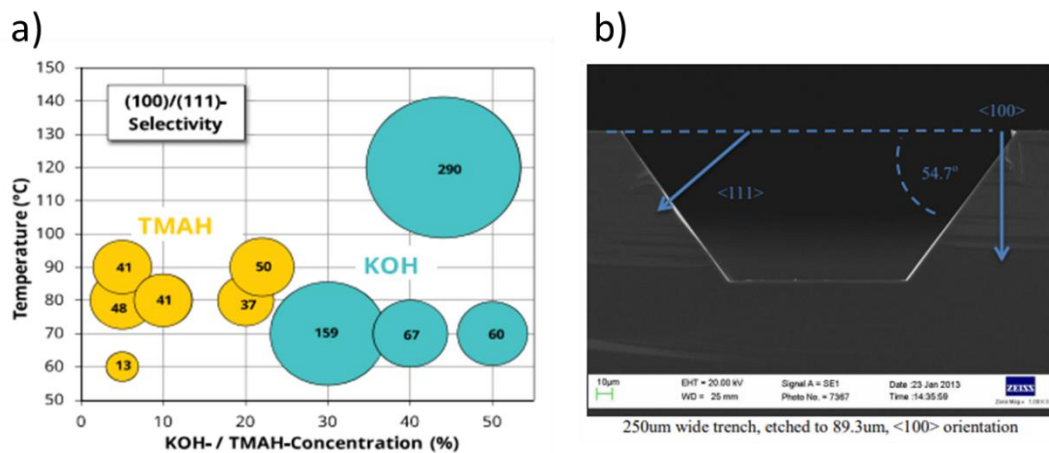 a)
150
140
130
120
110
100
90
80
70
60
50
Temperature (°C)
(100)/(111)-
Selectivity
TMAH
KOH
290
41
48
41
50
37
13
159
67
60
0
10
20
30
40
50
KOH- / TMAH-Concentration (%)
b)
<100>
54.7°
<111>
10µm
EHT = 20.00 kV
WD = 25 mm
Signal A = SE1
Photo No. = 7367
Date :23 Jan 2013
Time :14:35:59
ZEISS
250um wide trench, etched to 89.3um, <100> orientation